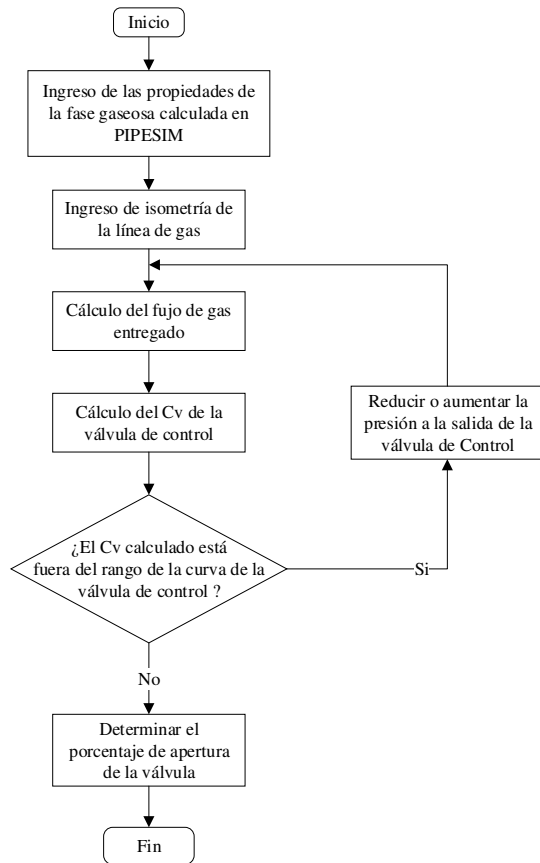 Inicio
Ingreso de las propiedades de
la fase gaseosa calculada en
PIPESIM
Ingreso de isometría de
la línea de gas
Cálculo del fujo de gas
entregado
Cálculo del Cv de la
válvula de control
Reducir o aumentar la
presión a la salida de la
válvula de Control
¿El Cv calculado está
fuera del rango de la curva de la
válvula de control ?
Si
No
Determinar el
porcentaje de apertura
de la válvula
Fin